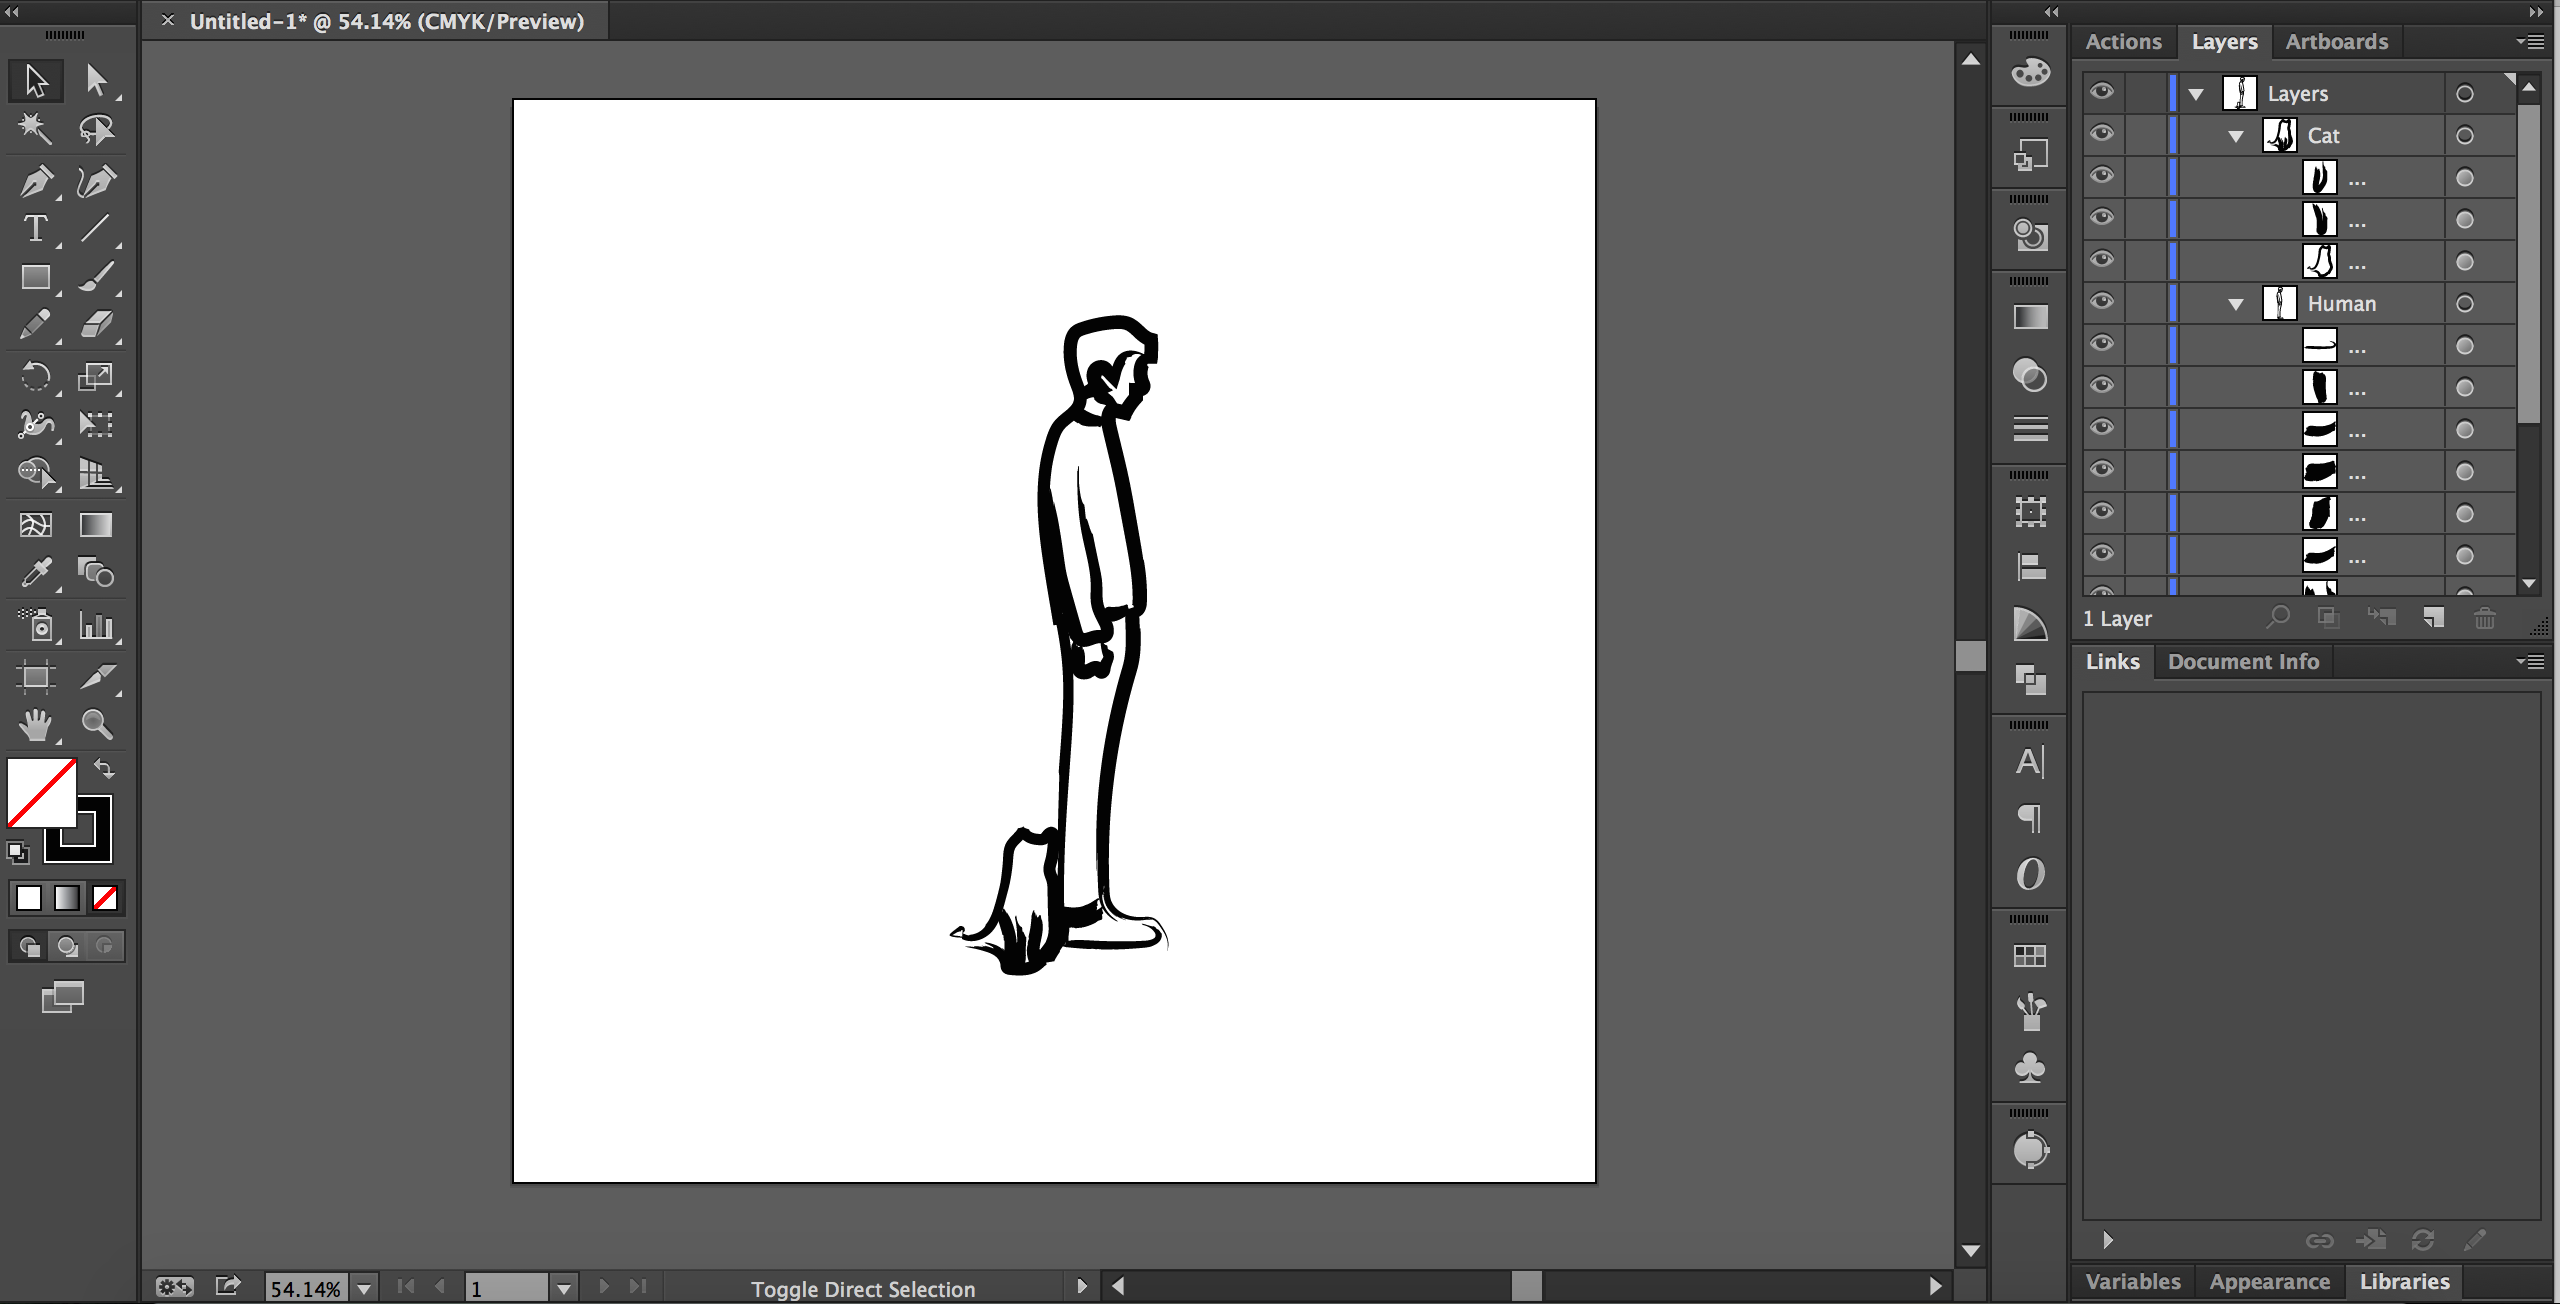 Untitled-1* @ 54.14% (CMYK/Preview)
Actions Layers Artboards
Layers
Cat
...
...
...
Human
...
...
...
...
...
...
1 Layer
Links Document Info
54.14% 1 Toggle Direct Selection
Variables Appearance Libraries